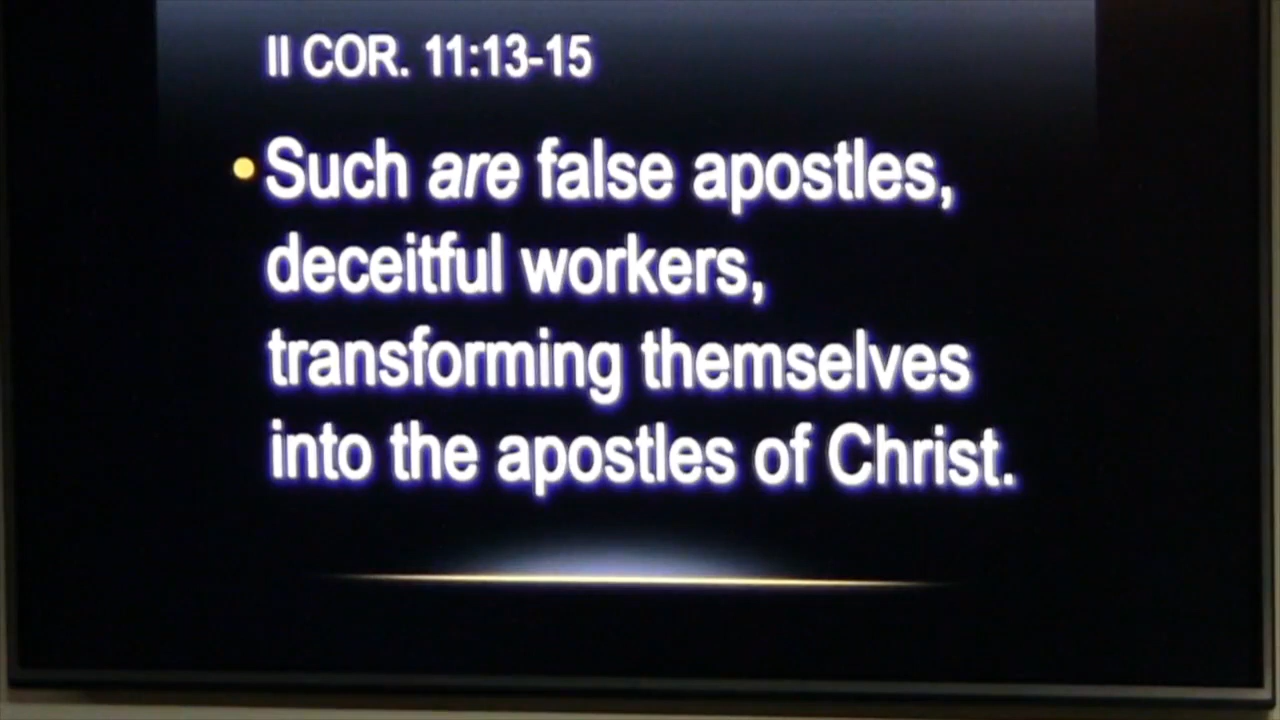 II COR. 11:13-15
• Such are false apostles,
deceitful workers,
transforming themselves
into the apostles of Christ.